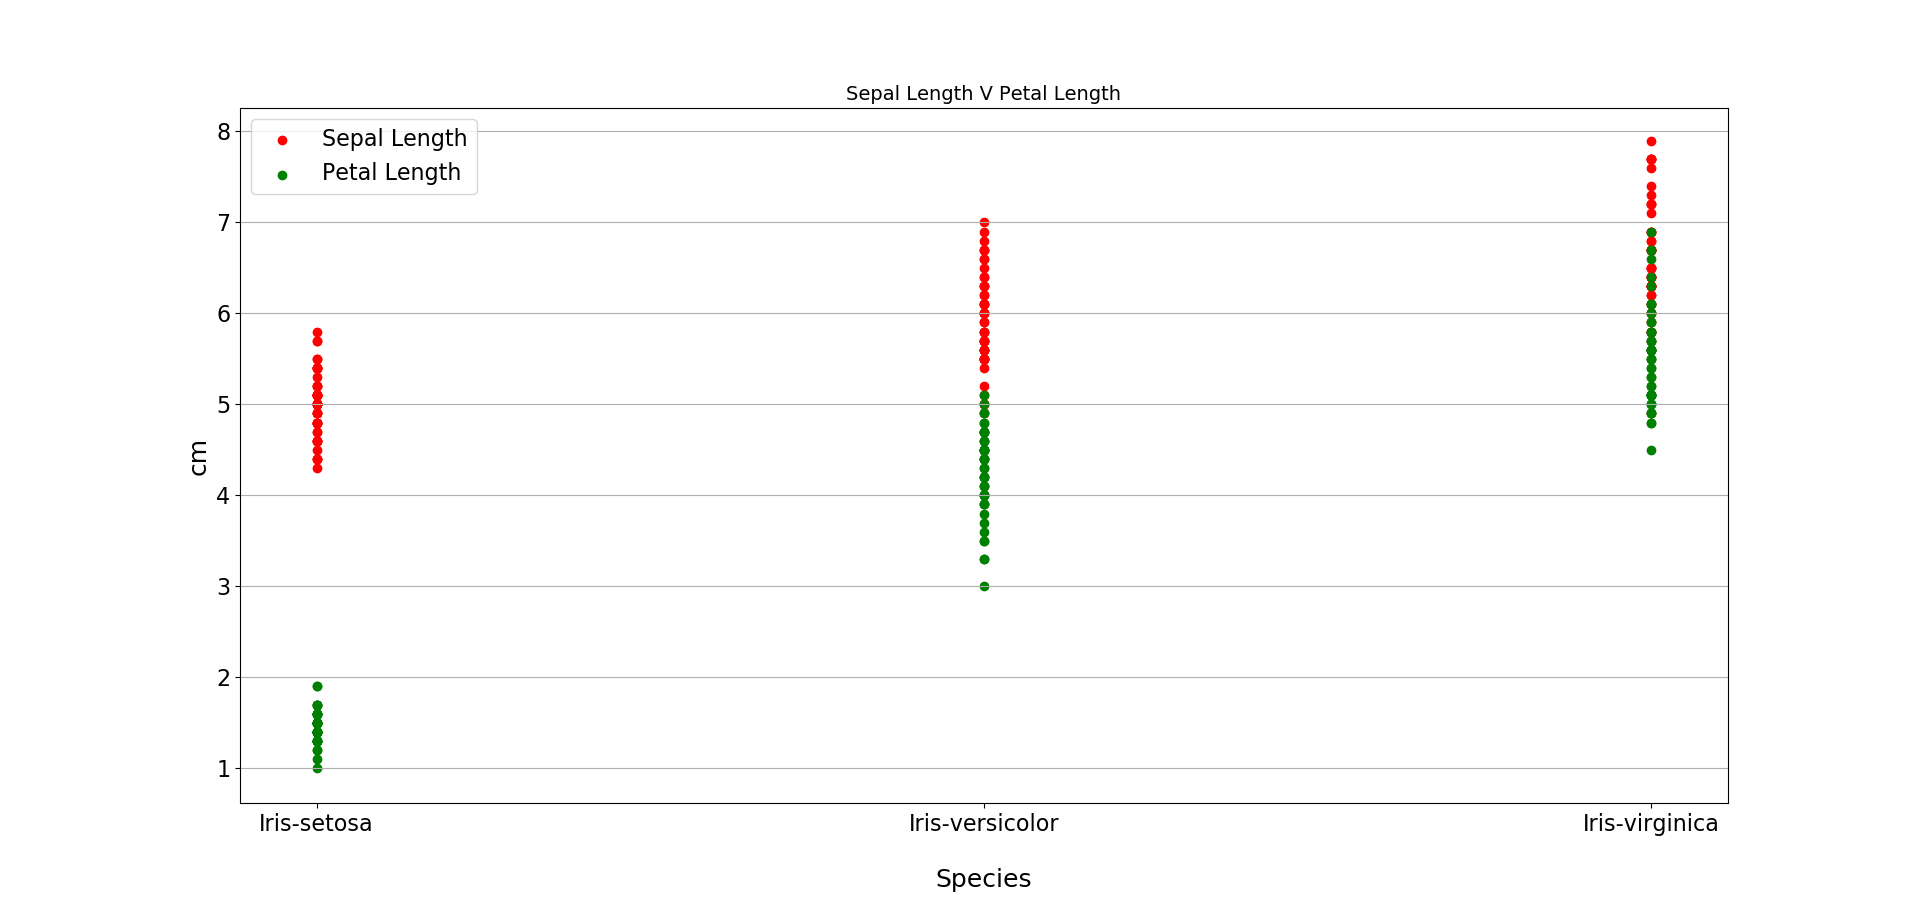 Sepal Length V Petal Length
8
7
6
5
4
3
2
1
cm
Sepal Length
Petal Length
Iris-setosa
Iris-versicolor
Iris-virginica
Species